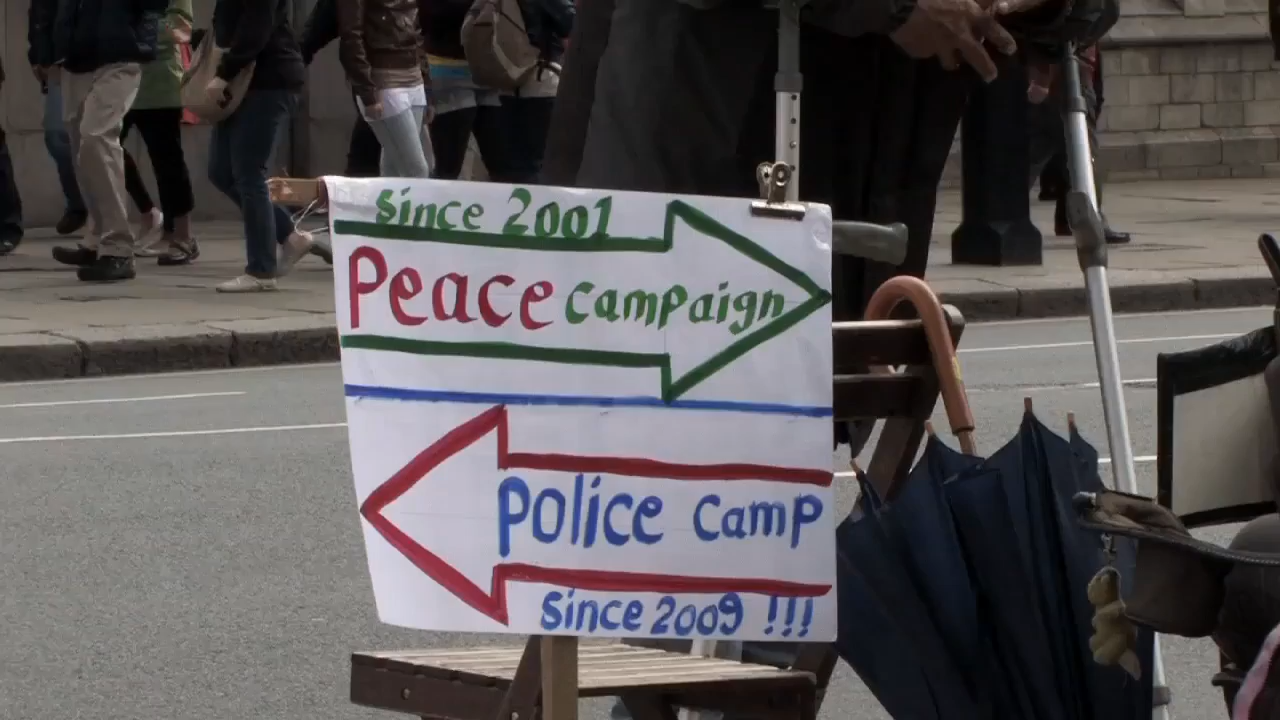 since 2001
Peace campaign
police camp
since 2009 !!!